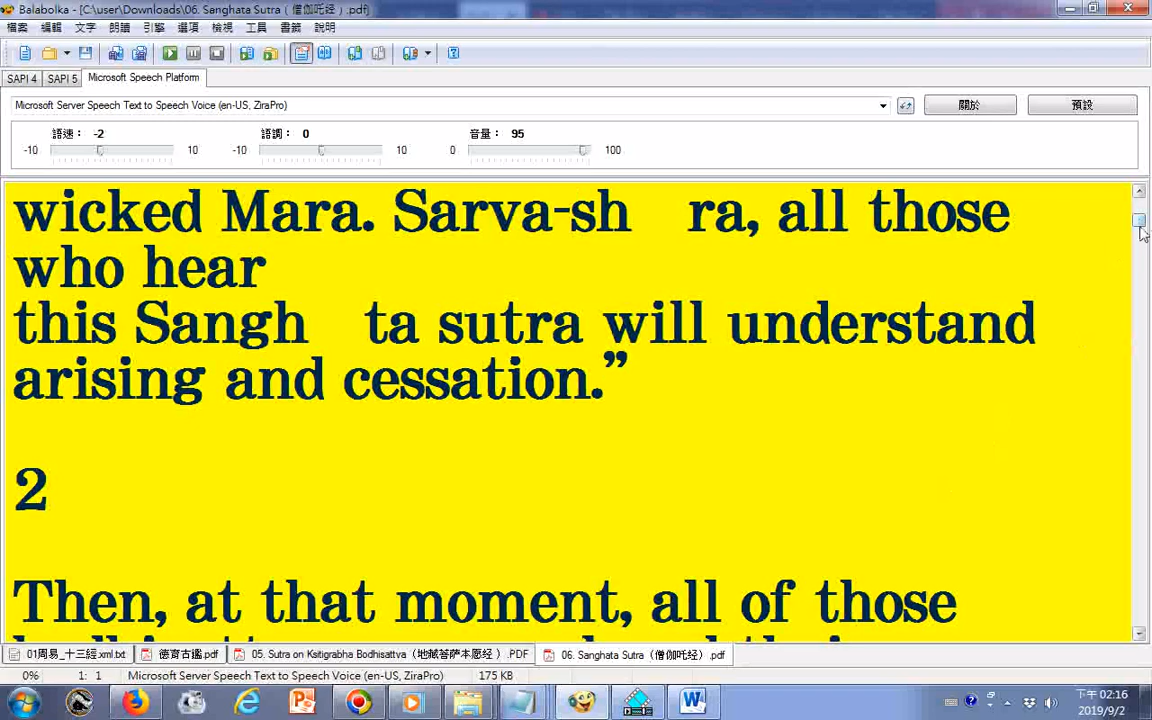 Balabolka - [C:\user\Downloads\06. Sanghata Sutra（僧伽吒经）.pdf]
檔案 編輯 文字 朗讀 引擎 選項 檢視 工具 書籤 說明
SAPI 4 SAPI 5 Microsoft Speech Platform
Microsoft Server Speech Text to Speech Voice (en-US, ZiraPro) 關於 預設
語速： -2 語調： 0 音量： 95
-10 10 -10 10 0 100
wicked Mara. Sarva-sh ra, all those
who hear
this Sangh ta sutra will understand
arising and cessation.”
2
Then, at that moment, all of those
01周易_十三經.xml.txt 德育古鑑.pdf 05. Sutra on Ksitigrabha Bodhisattva（地藏菩萨本愿经）.PDF 06. Sanghata Sutra（僧伽吒经）.pdf
0% 1: 1 Microsoft Server Speech Text to Speech Voice (en-US, ZiraPro) 175 KB
下午 02:16
2019/9/2